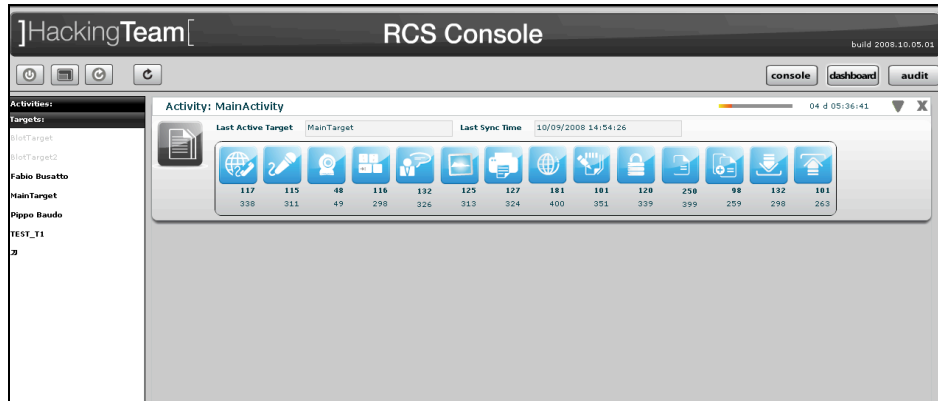 ]HackingTeam[
RCS Console
build 2008.10.05.01
console dashboard audit
Activities:
Targets:
BlotTarget
BlotTarget2
Fabio Busatto
MainTarget
Pippo Baudo
TEST_T1
Activity: MainActivity
04 d 05:36:41
X
Last Active Target MainTarget Last Sync Time 10/09/2008 14:54:26
117 115 48 116 132 125 127 181 101 120 250 98 132 101
338 311 49 298 326 313 324 400 351 339 399 259 298 263